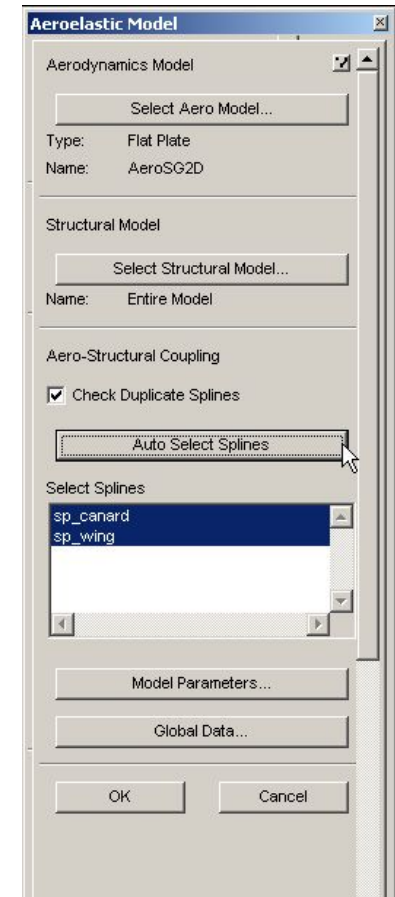 Aeroelastic Model
Aerodynamics Model
Select Aero Model...
Type: Flat Plate
Name: AeroSG2D
Structural Model
Select Structural Model...
Name: Entire Model
Aero-Structural Coupling
Check Duplicate Splines
Auto Select Splines
Select Splines
sp_canard
sp_wing
Model Parameters...
Global Data...
OK Cancel